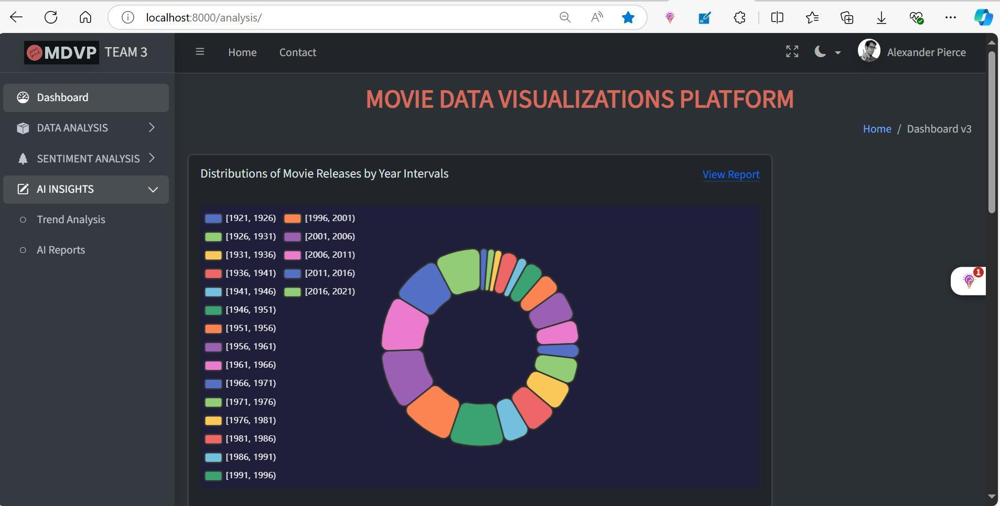 localhost:8000/analysis/
MDVP TEAM 3
Home
Contact
Alexander Pierce
Dashboard
DATA ANALYSIS
SENTIMENT ANALYSIS
AI INSIGHTS
Trend Analysis
AI Reports
MOVIE DATA VISUALIZATIONS PLATFORM
Home / Dashboard v3
Distributions of Movie Releases by Year Intervals
View Report
[1921, 1926)
[1926, 1931)
[1931, 1936)
[1936, 1941)
[1941, 1946)
[1946, 1951)
[1951, 1956)
[1956, 1961)
[1961, 1966)
[1966, 1971)
[1971, 1976)
[1976, 1981)
[1981, 1986)
[1986, 1991)
[1991, 1996)
[1996, 2001)
[2001, 2006)
[2006, 2011)
[2011, 2016)
[2016, 2021)
1